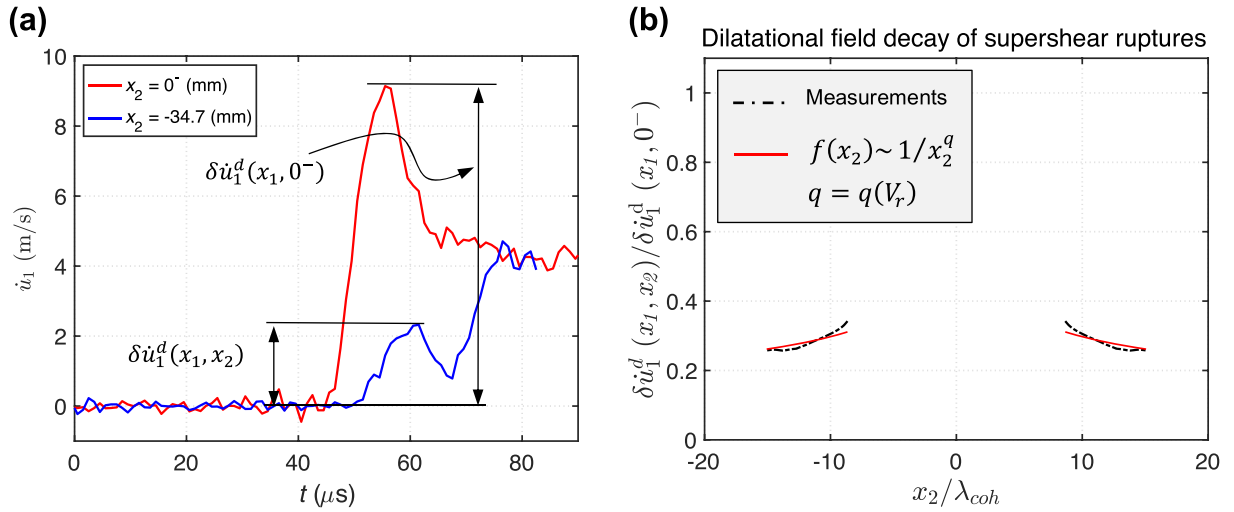 (a)
10
8
6
4
2
0
0
20
40
60
80
u̇₁ (m/s)
t (μs)
x₂ = 0⁻ (mm)
x₂ = -34.7 (mm)
δu̇₁ᵈ(x₁, 0⁻)
δu̇₁ᵈ(x₁, x₂)
(b)
Dilatational field decay of supershear ruptures
Measurements
f(x₂)~ 1/x₂^q
q = q(Vᵣ)
1
0.8
0.6
0.4
0.2
0
-20
-10
0
10
20
δu̇₁ᵈ (x₁, x₂)/δu̇₁ᵈ (x₁, 0⁻)
x₂/λ_coh